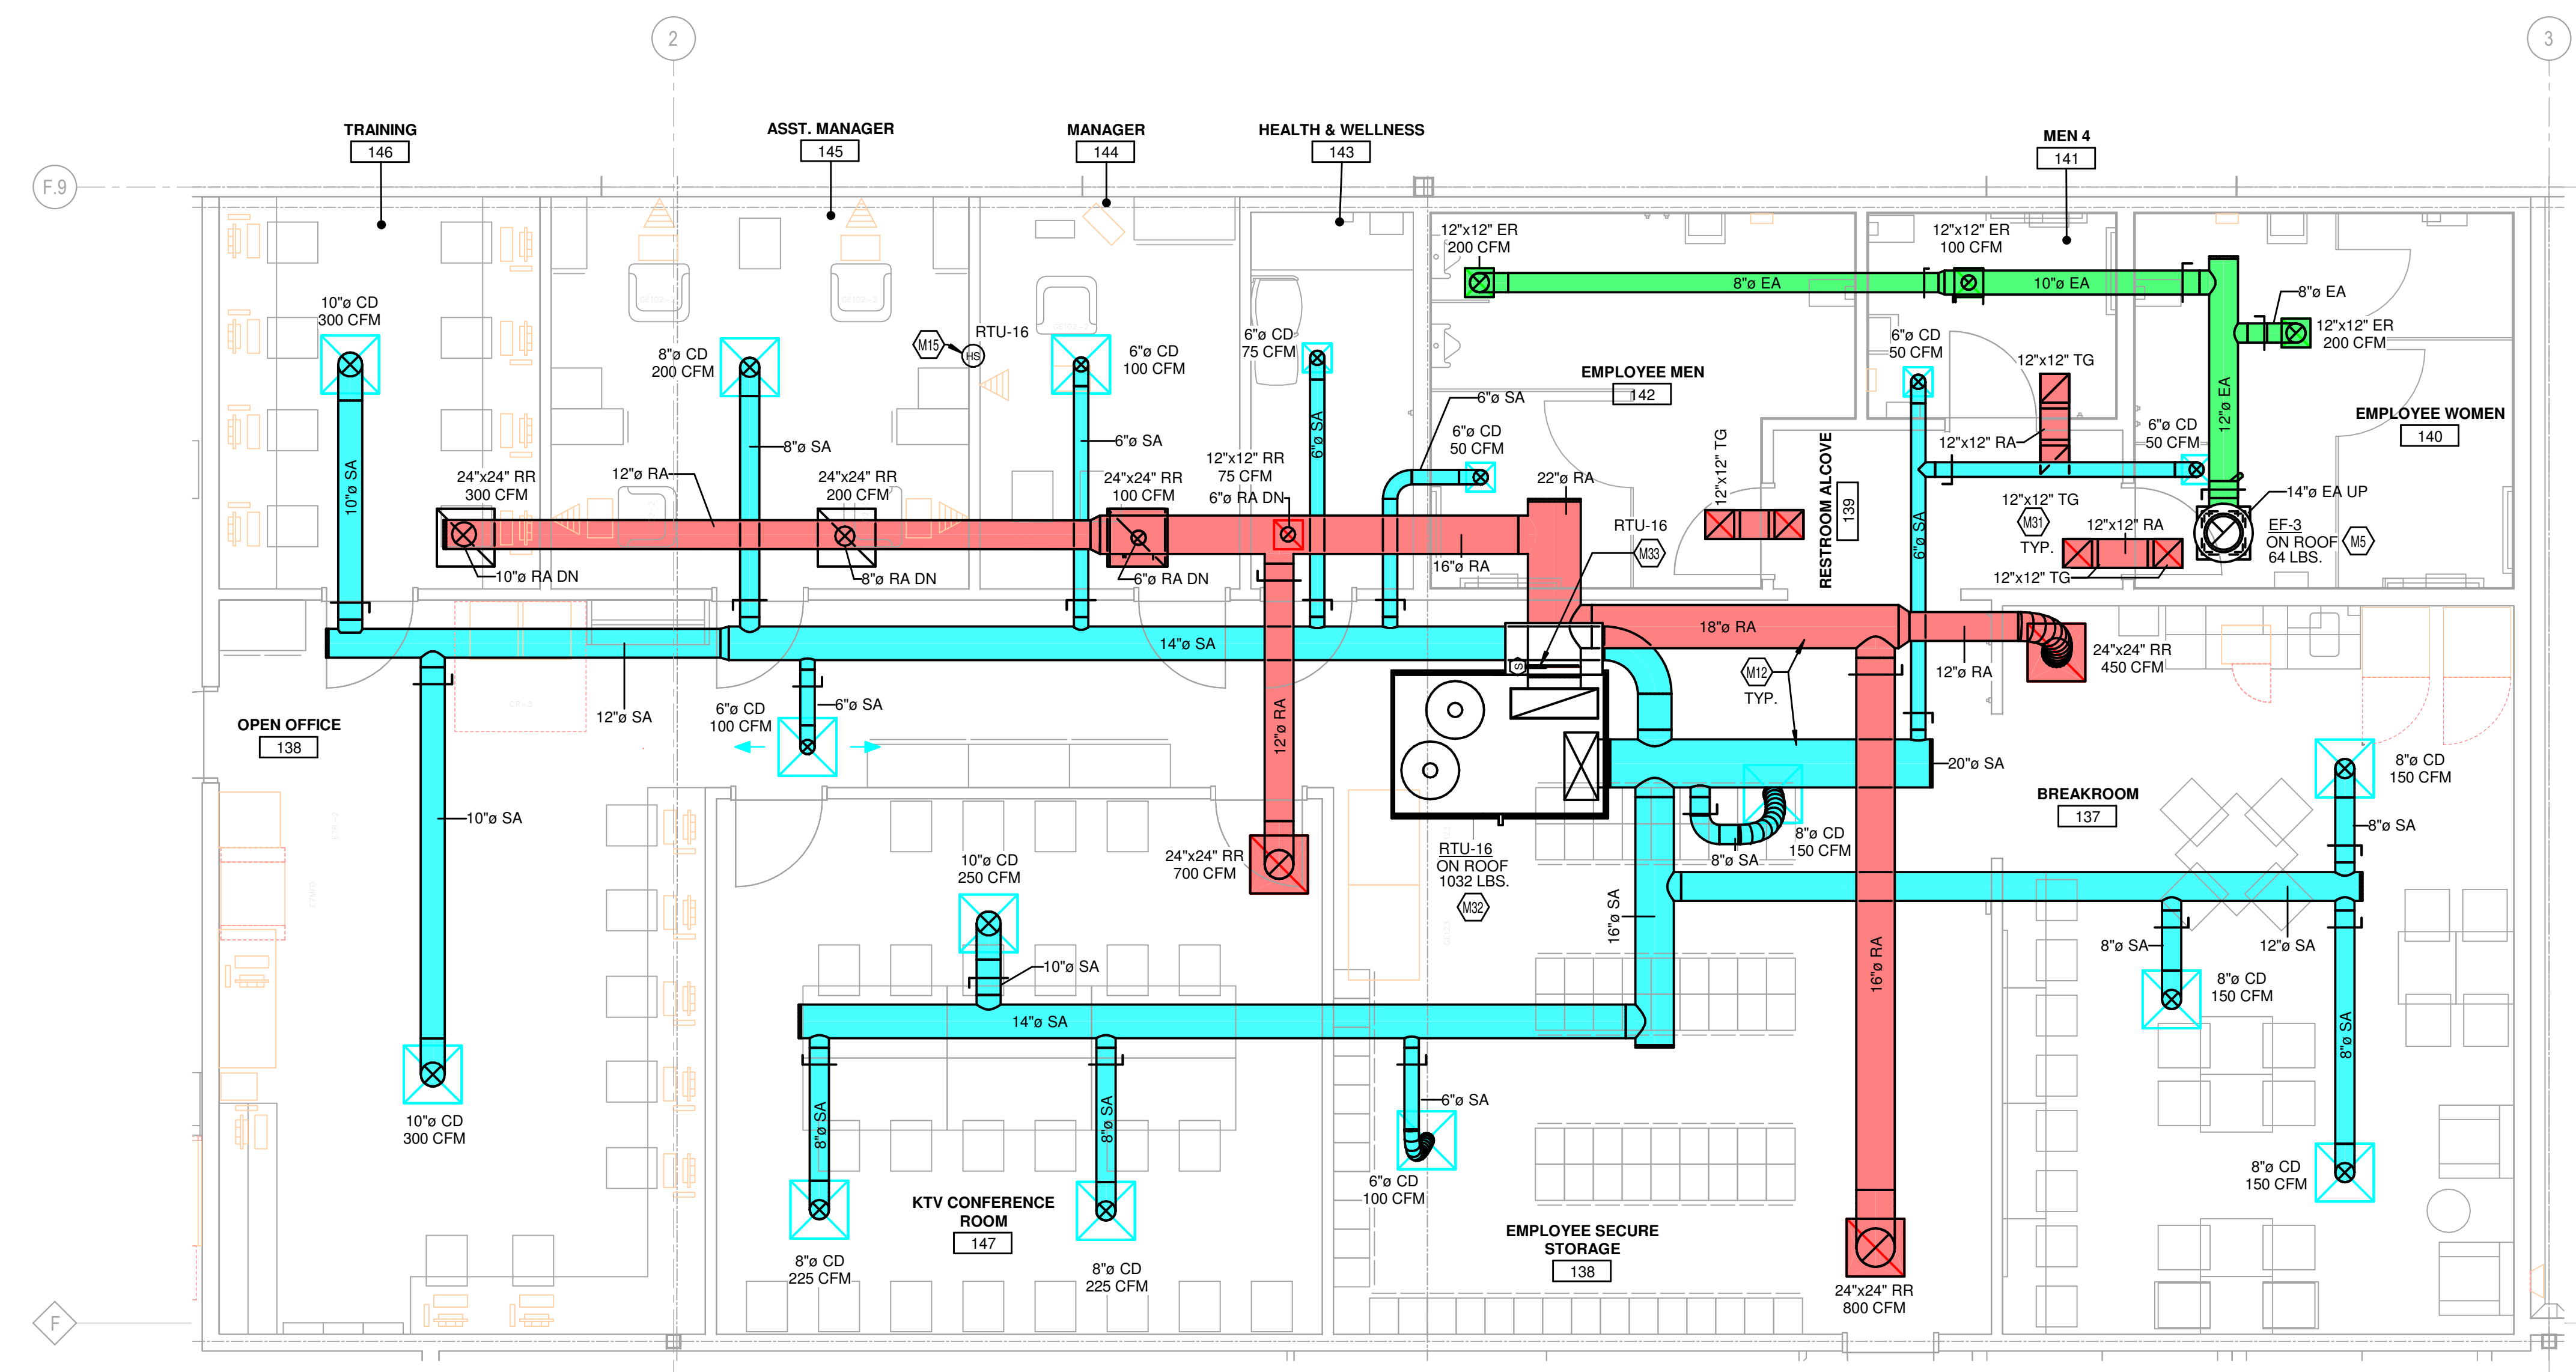 2
3
F.9
F
TRAINING
146
ASST. MANAGER
145
MANAGER
144
HEALTH & WELLNESS
143
MEN 4
141
12"x12" ER
200 CFM
12"x12" ER
100 CFM
8"ø EA
10"ø EA
8"ø EA
12"x12" ER
200 CFM
10"ø CD
300 CFM
8"ø CD
200 CFM
M15
RTU-16
HS
6"ø CD
100 CFM
6"ø CD
75 CFM
6"ø CD
50 CFM
12"x12" TG
EMPLOYEE MEN
142
6"ø SA
6"ø CD
50 CFM
6"ø CD
50 CFM
12"ø EA
EMPLOYEE WOMEN
140
10"ø SA
8"ø SA
6"ø SA
6"ø SA
12"x12" RA
12"x12" TG
RESTROOM ALCOVE
139
24"x24" RR
300 CFM
12"ø RA
24"x24" RR
200 CFM
24"x24" RR
100 CFM
12"x12" RR
75 CFM
6"ø RA DN
22"ø RA
14"ø EA UP
12"x12" TG
M31
TYP.
12"x12" RA
EF-3
ON ROOF
64 LBS.
M5
6"ø SA
RTU-16
M33
10"ø RA DN
8"ø RA DN
6"ø RA DN
16"ø RA
12"x12" TG
14"ø SA
18"ø RA
24"x24" RR
450 CFM
12"ø RA
M12
TYP.
S
OPEN OFFICE
138
12"ø SA
6"ø CD
100 CFM
6"ø SA
12"ø RA
20"ø SA
8"ø CD
150 CFM
BREAKROOM
137
10"ø SA
8"ø SA
8"ø CD
150 CFM
8"ø SA
RTU-16
ON ROOF
1032 LBS.
M32
24"x24" RR
700 CFM
10"ø CD
250 CFM
16"ø SA
16"ø RA
8"ø SA
12"ø SA
10"ø SA
8"ø CD
150 CFM
14"ø SA
8"ø SA
8"ø SA
8"ø SA
6"ø SA
10"ø CD
300 CFM
6"ø CD
100 CFM
8"ø CD
150 CFM
KTV CONFERENCE
ROOM
147
EMPLOYEE SECURE
STORAGE
138
8"ø CD
225 CFM
8"ø CD
225 CFM
24"x24" RR
800 CFM